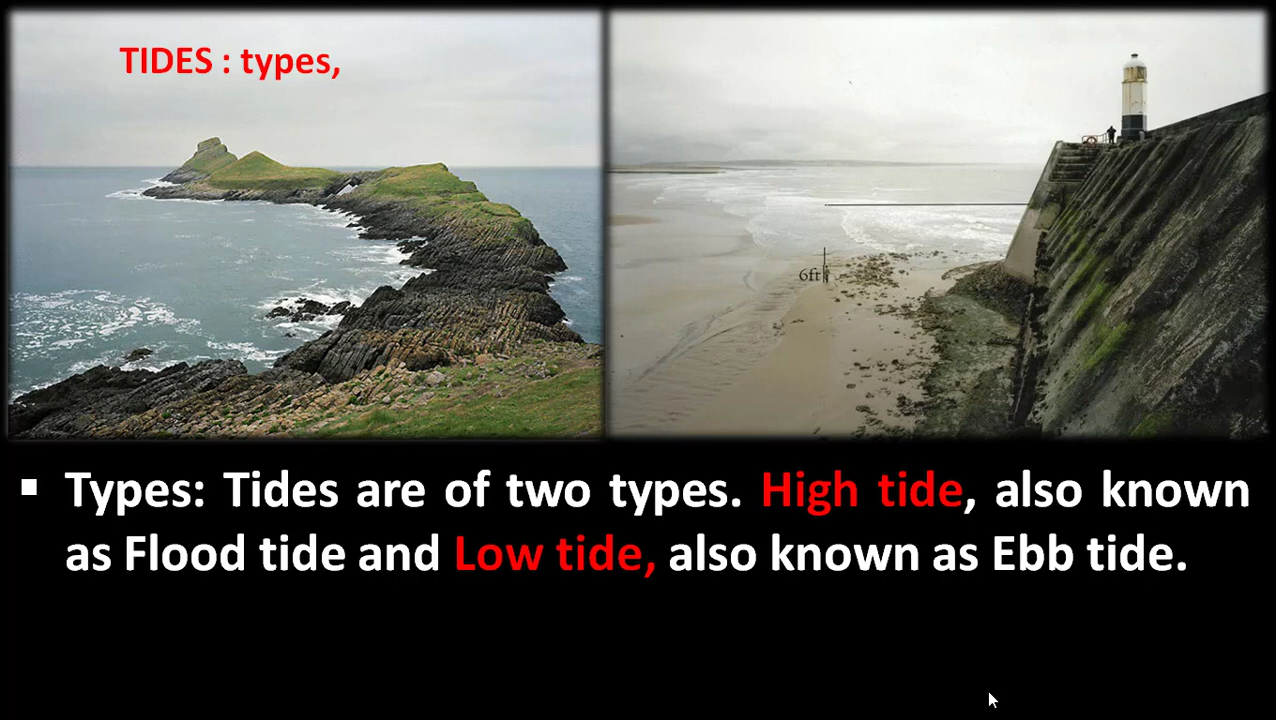 TIDES : types,
6ft
▪ Types: Tides are of two types. High tide, also known
as Flood tide and Low tide, also known as Ebb tide.